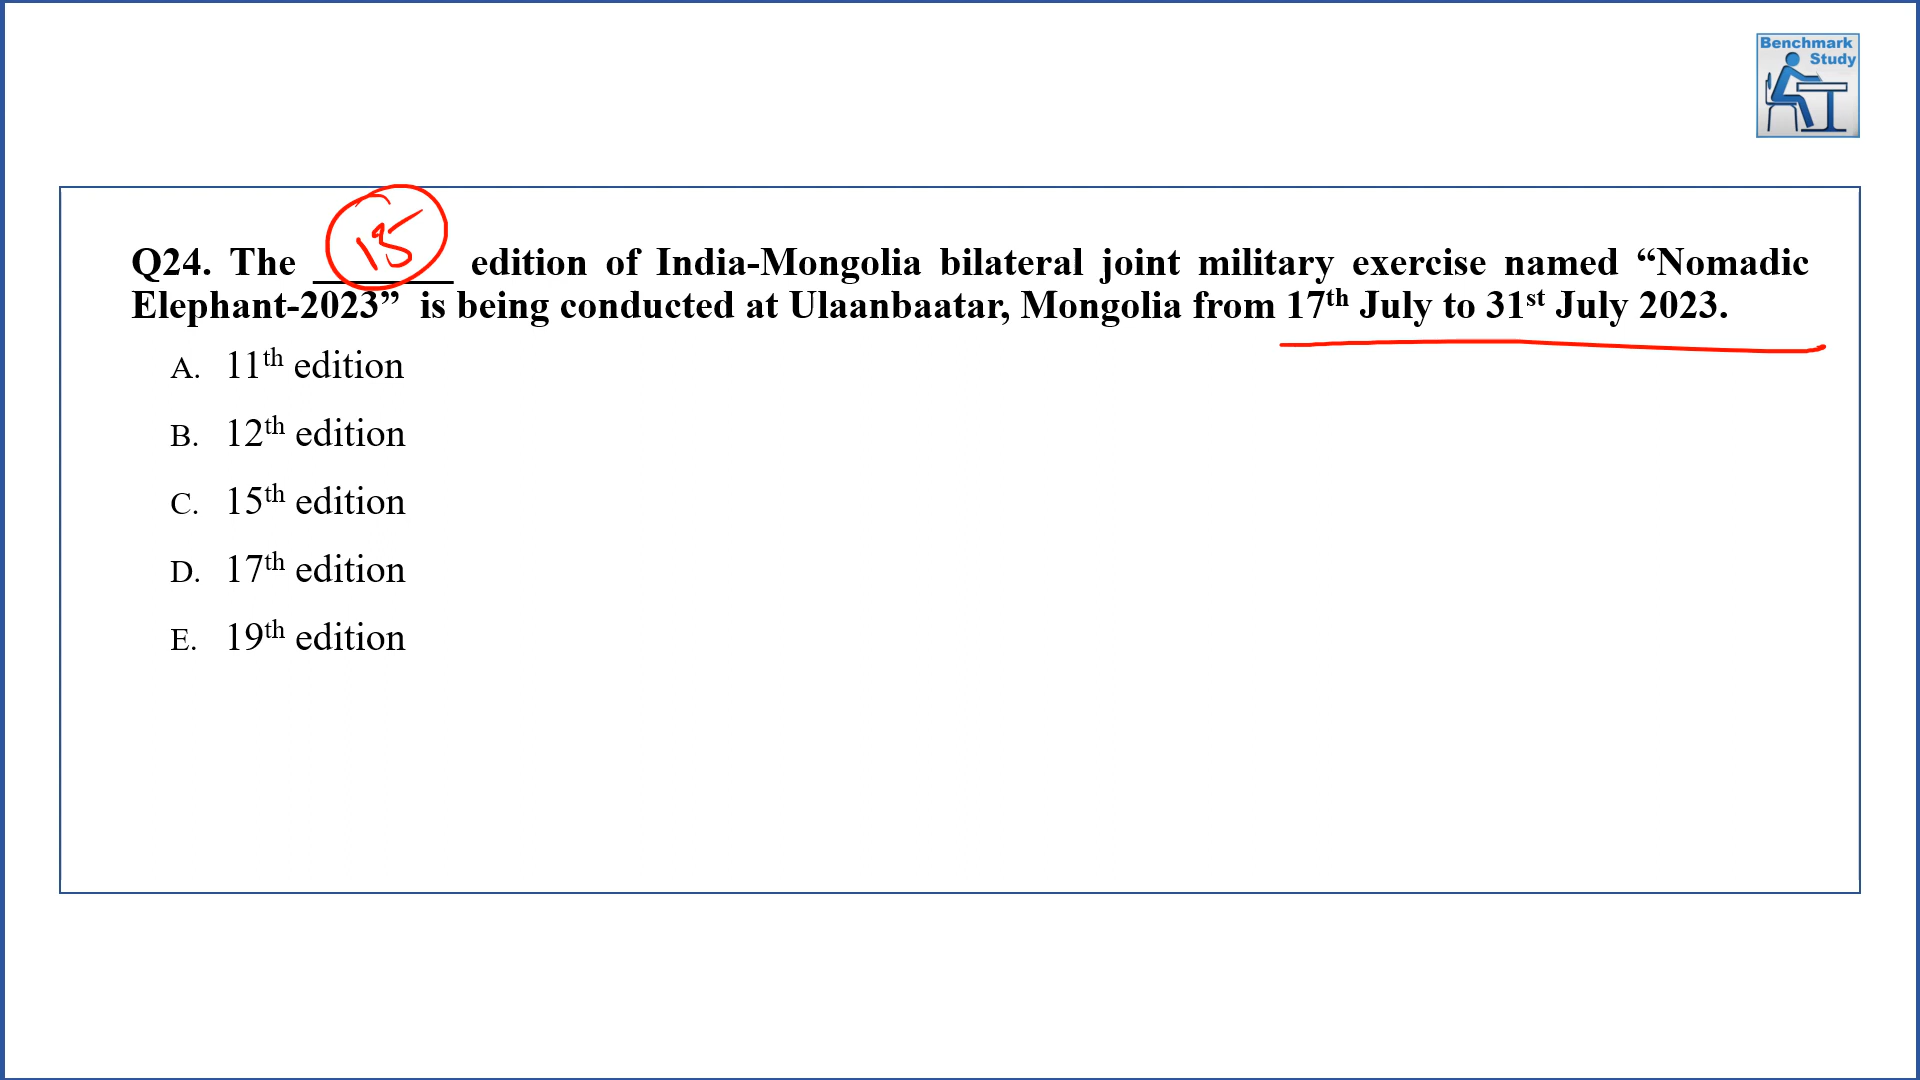 Benchmark
Study
15
Q24. The ________ edition of India-Mongolia bilateral joint military exercise named “Nomadic
Elephant-2023” is being conducted at Ulaanbaatar, Mongolia from 17th July to 31st July 2023.
A. 11th edition
B. 12th edition
C. 15th edition
D. 17th edition
E. 19th edition